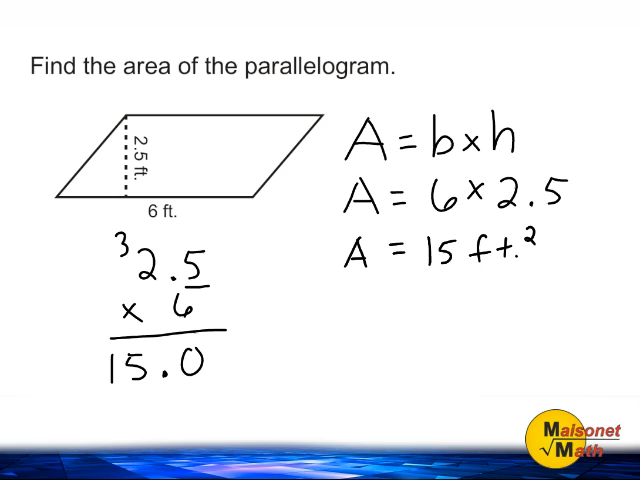 Find the area of the parallelogram.
2.5 ft.
6 ft.
A = b x h
A = 6 x 2.5
A = 15 ft.²
3
2.5
x 6
15.0
Maisonet
√Math